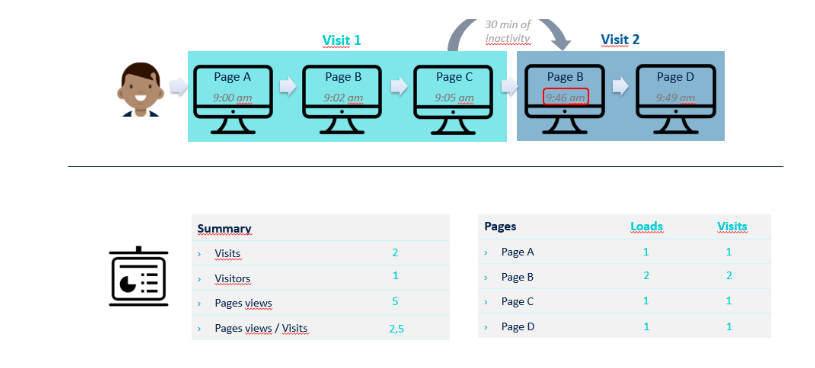 30 min of
inactivity
Visit 1
Visit 2
Page A
Page B
Page C
Page B
Page D
9:00 am
9:02 am
9:05 am
9:46 am
9:49 am
Summary
› Visits 2
› Visitors 1
› Pages views 5
› Pages views / Visits 2,5
Pages Loads Visits
› Page A 1 1
› Page B 2 2
› Page C 1 1
› Page D 1 1